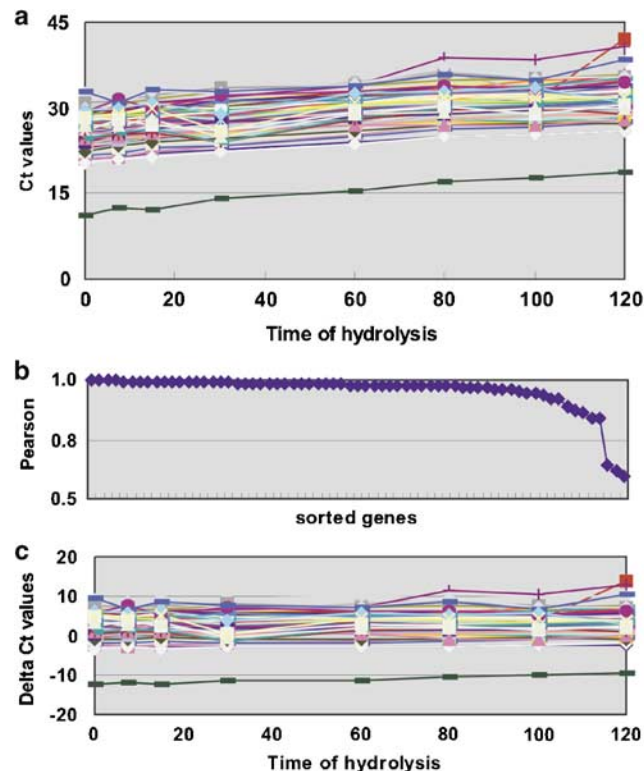 a
45
30
15
0
Ct values
0 20 40 60 80 100 120
Time of hydrolysis
b
1.0
0.8
0.5
Pearson
sorted genes
c
20
10
0
-10
-20
Delta Ct values
0 20 40 60 80 100 120
Time of hydrolysis